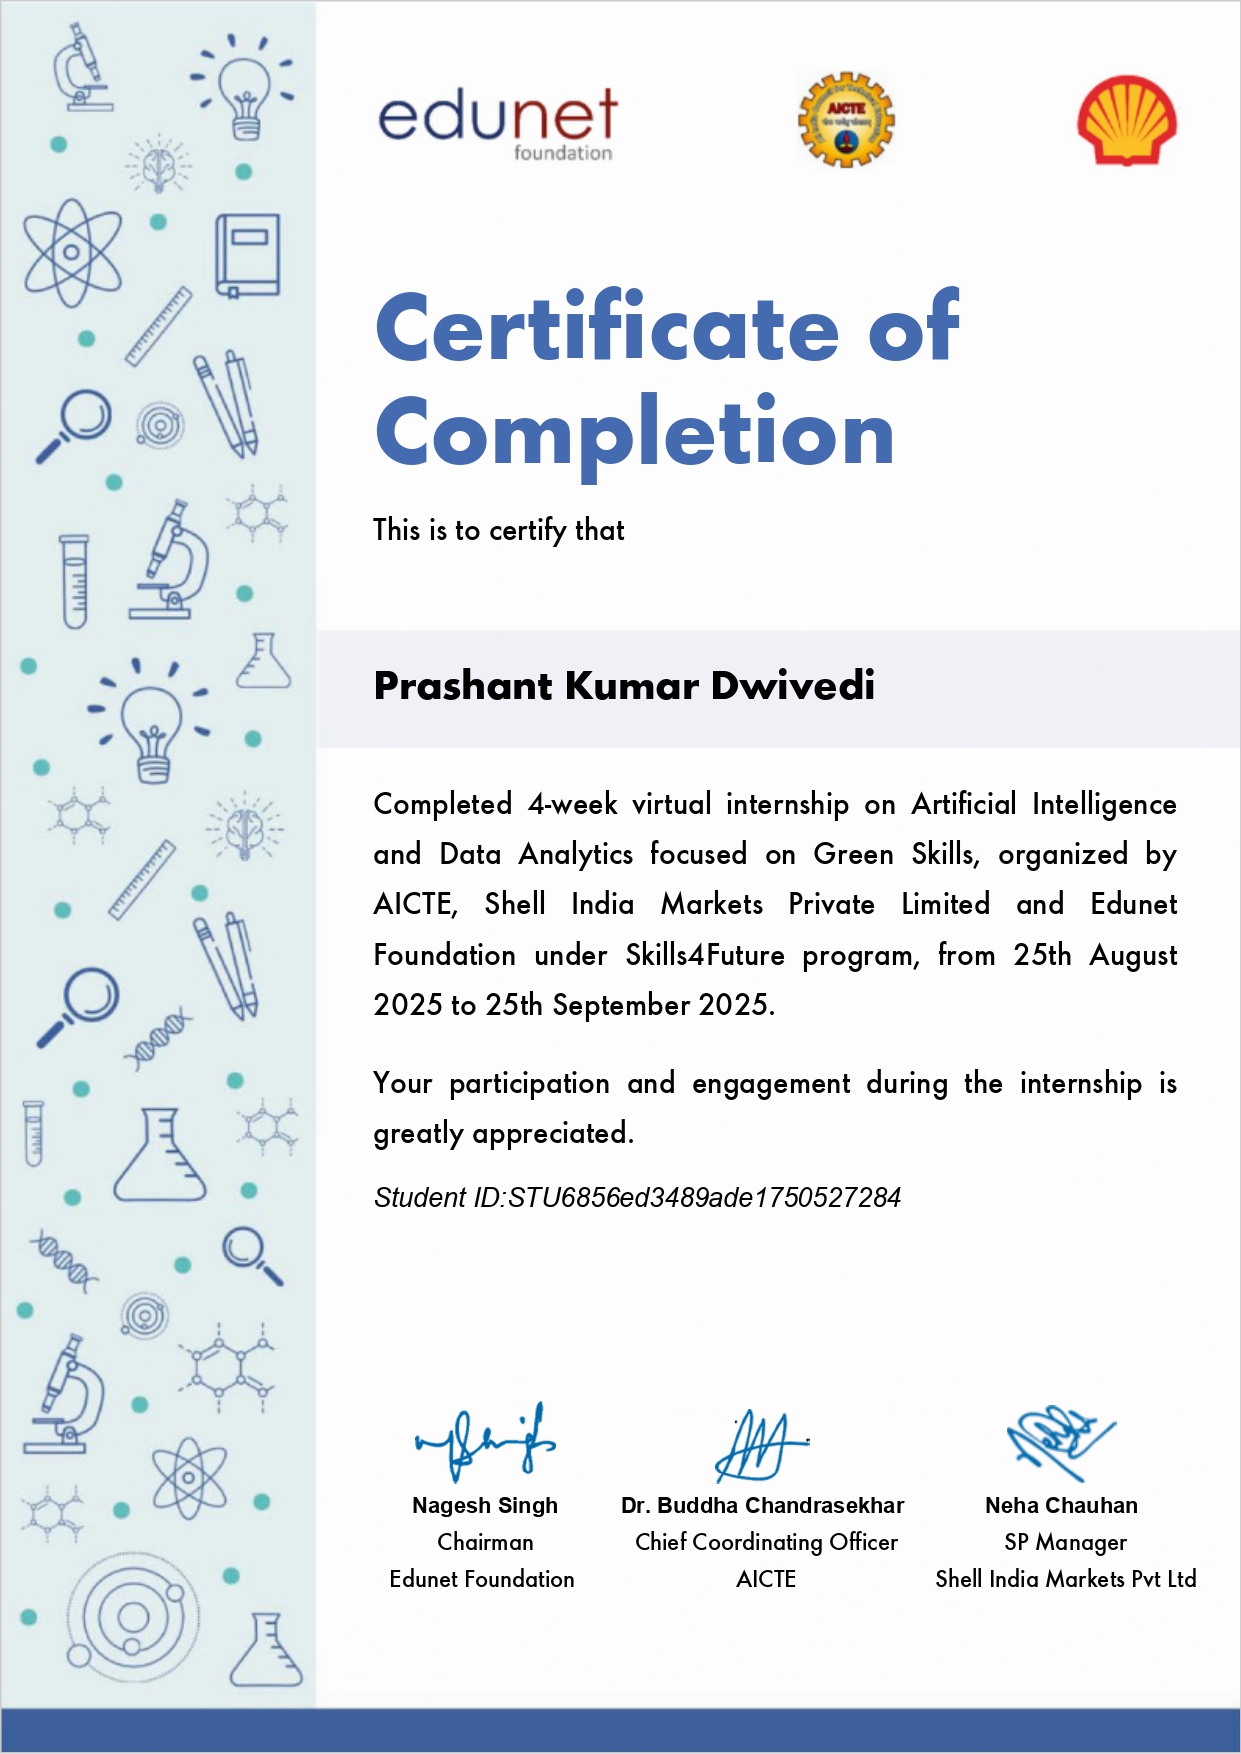 edunet
foundation
AICTE
Certificate of
Completion
This is to certify that
Prashant Kumar Dwivedi
Completed 4-week virtual internship on Artificial Intelligence
and Data Analytics focused on Green Skills, organized by
AICTE, Shell India Markets Private Limited and Edunet
Foundation under Skills4Future program, from 25th August
2025 to 25th September 2025.
Your participation and engagement during the internship is
greatly appreciated.
Student ID:STU6856ed3489ade1750527284
Nagesh Singh
Chairman
Edunet Foundation
Dr. Buddha Chandrasekhar
Chief Coordinating Officer
AICTE
Neha Chauhan
SP Manager
Shell India Markets Pvt Ltd